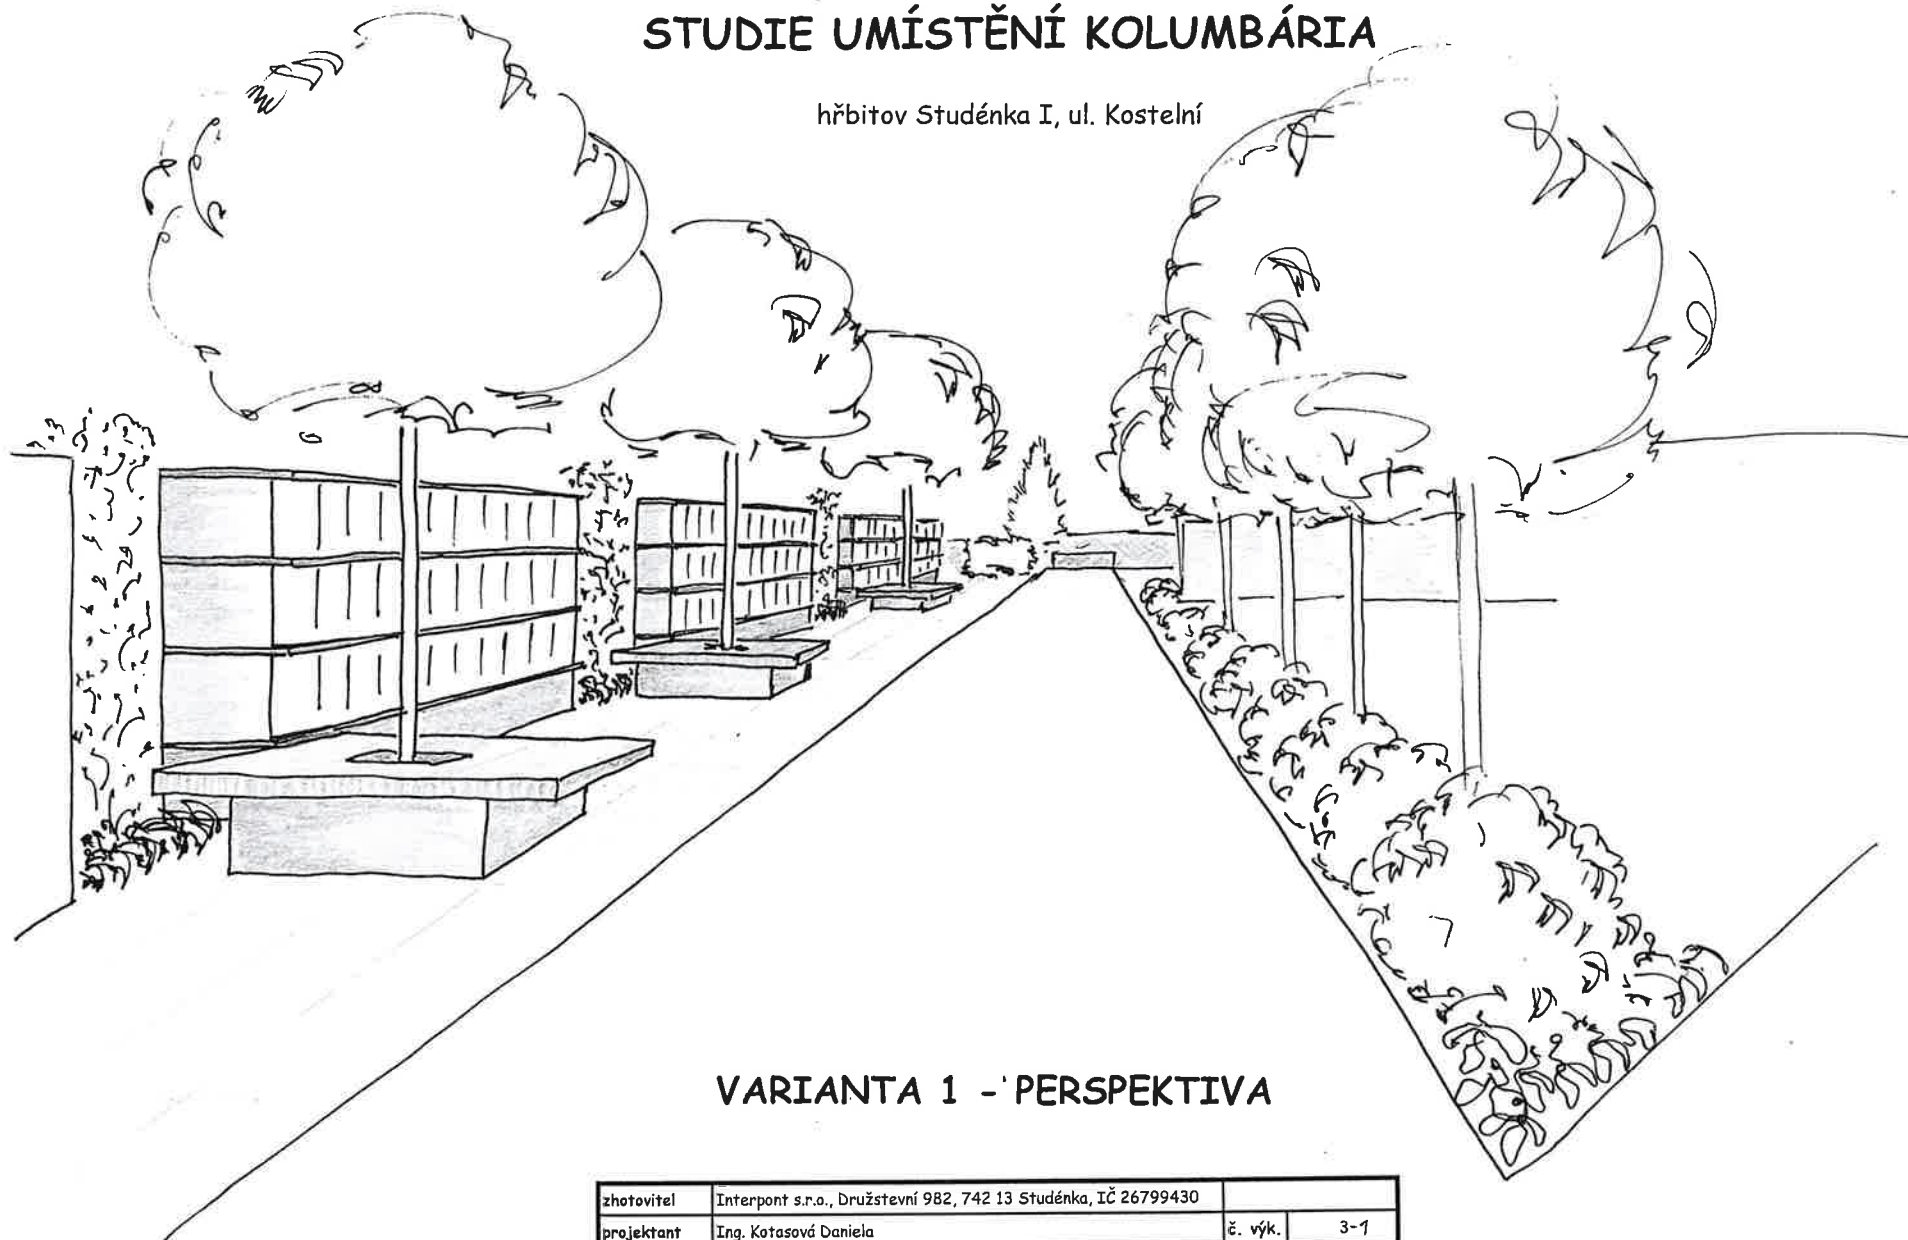 STUDIE UMÍSTĚNÍ KOLUMBÁRIA
hřbitov Studénka I, ul. Kostelní
VARIANTA 1 - PERSPEKTIVA
zhotovitel Interpont s.r.o., Družstevní 982, 742 13 Studénka, IČ 26799430
projektant Ing. Kotasová Daniela č. výk. 3-1